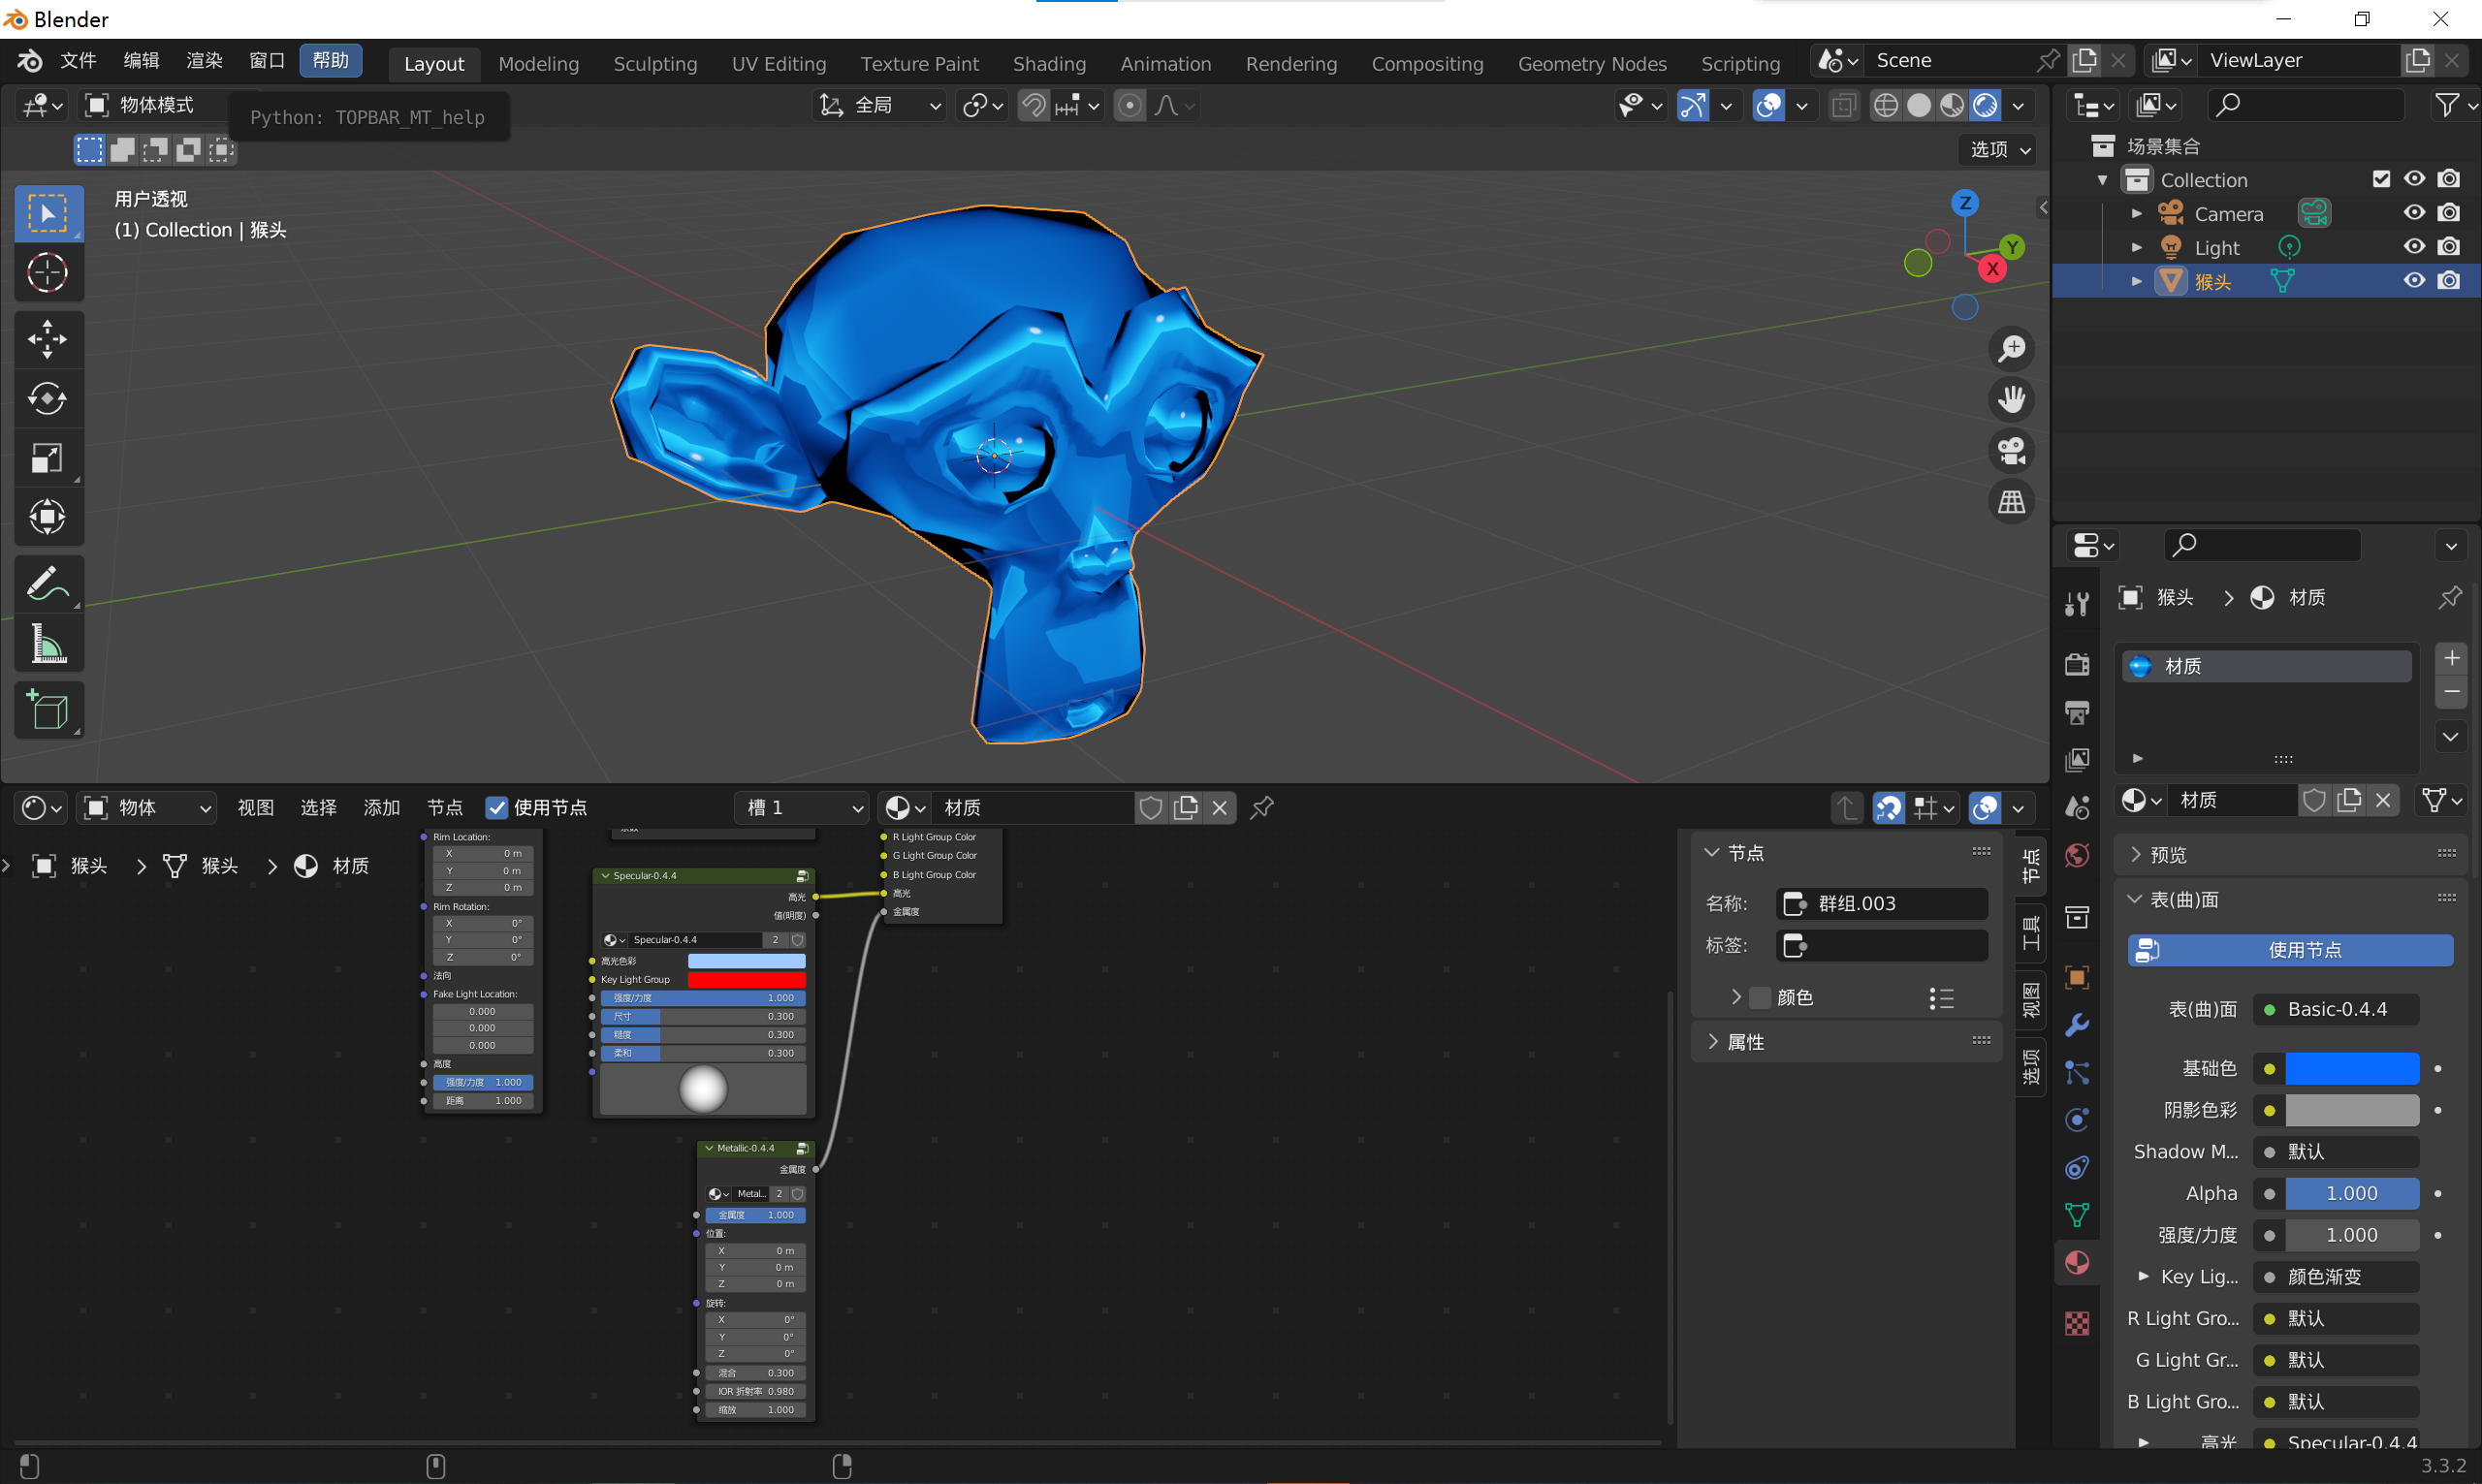 Blender
文件 编辑 渲染 窗口 帮助 Layout Modeling Sculpting UV Editing Texture Paint Shading Animation Rendering Compositing Geometry Nodes Scripting Scene ViewLayer
物体模式 全局
Python: TOPBAR_MT_help
选项
用户透视
(1) Collection | 猴头
Z
Y
X
场景集合
Collection
Camera
Light
猴头
猴头 材质
材质
材质
预览
表(曲)面
使用节点
表(曲)面 Basic-0.4.4
基础色
阴影色彩
Shadow M... 默认
Alpha 1.000
强度/力度 1.000
Key Lig... 颜色渐变
R Light Gro... 默认
G Light Gr... 默认
B Light Gro... 默认
高光 Specular-0.4.4
物体 视图 选择 添加 节点 使用节点 槽 1 材质
猴头 猴头 材质
Rim Location:
X 0 m
Y 0 m
Z 0 m
Rim Rotation:
X 0°
Y 0°
Z 0°
法向
Fake Light Location:
0.000
0.000
0.000
高度
强度/力度 1.000
距离 1.000
Specular-0.4.4
高光
值(明度)
Specular-0.4.4 2
高光色彩
Key Light Group
强度/力度 1.000
尺寸 0.300
糙度 0.300
柔和 0.300
R Light Group Color
G Light Group Color
B Light Group Color
高光
金属度
Metallic-0.4.4
金属度
Metal... 2
金属度 1.000
位置:
X 0 m
Y 0 m
Z 0 m
旋转:
X 0°
Y 0°
Z 0°
混合 0.300
IOR 折射率 0.980
缩放 1.000
节点
名称: 群组.003
标签:
颜色
属性
节点
工具
视图
选项
3.3.2